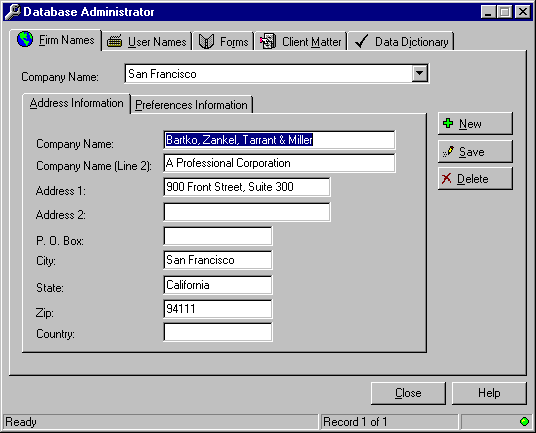 Database Administrator
Firm Names User Names Forms Client Matter Data Dictionary
Company Name: San Francisco
Address Information Preferences Information
Company Name: Bartko, Zankel, Tarrant & Miller
Company Name (Line 2): A Professional Corporation
Address 1: 900 Front Street, Suite 300
Address 2:
P. O. Box:
City: San Francisco
State: California
Zip: 94111
Country:
New
Save
Delete
Close Help
Ready Record 1 of 1